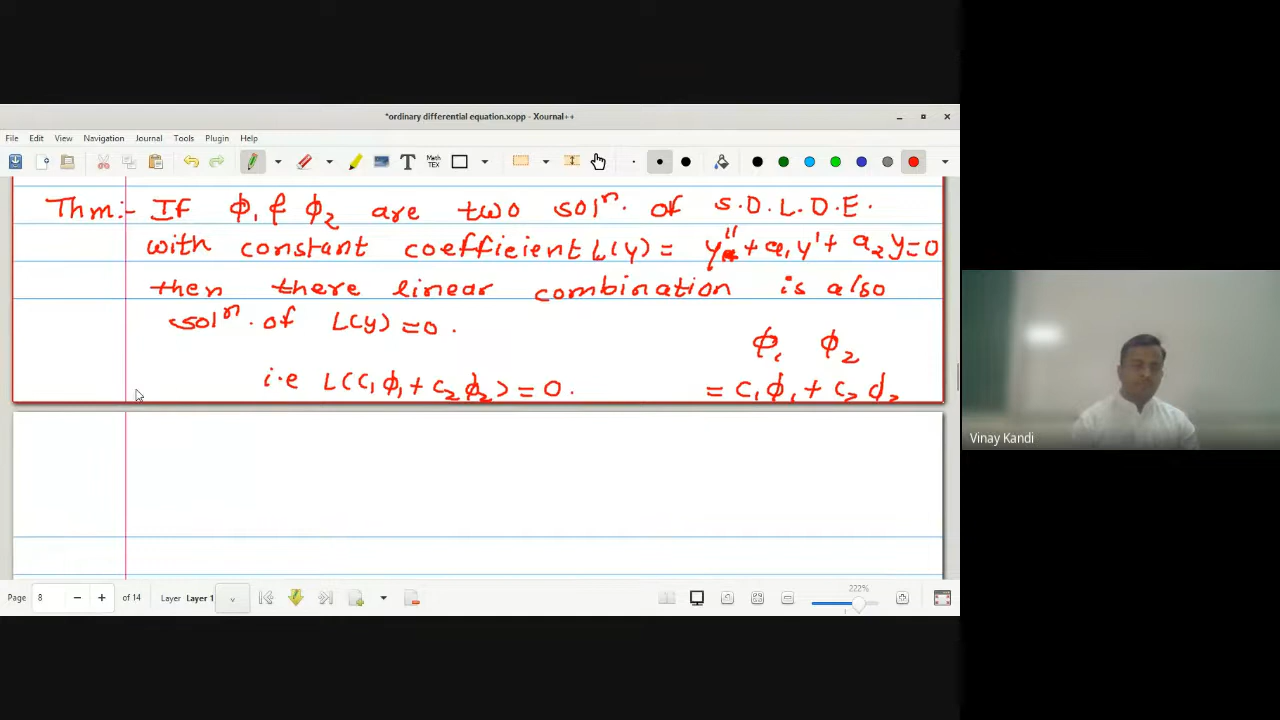 *ordinary differential equation.xopp - Xournal++
File Edit View Navigation Journal Tools Plugin Help
Thm:- If ϕ₁ & ϕ₂ are two solⁿ. of S.O.L.D.E.
with constant coefficient L(y) = y'' + a₁y' + a₂y = 0
then there linear combination is also
solⁿ. of L(y) = 0.
ϕ₁ ϕ₂
i.e L(c₁ϕ₁ + c₂ϕ₂) = 0. = c₁ϕ₁ + c₂ϕ₂
Vinay Kandi
Page 8 of 14 Layer Layer 1 222%